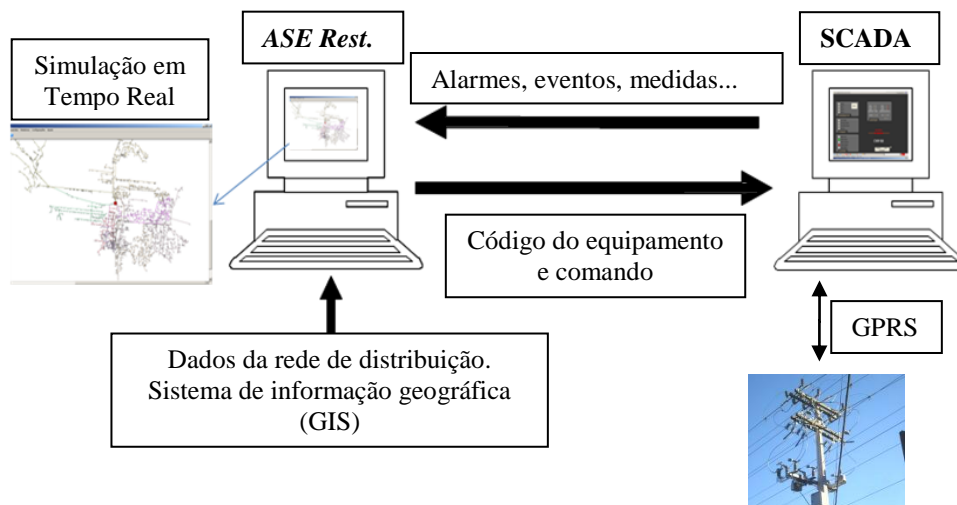 ASE Rest.
SCADA
Simulação em
Tempo Real
Alarmes, eventos, medidas...
Código do equipamento
e comando
GPRS
Dados da rede de distribuição.
Sistema de informação geográfica
(GIS)